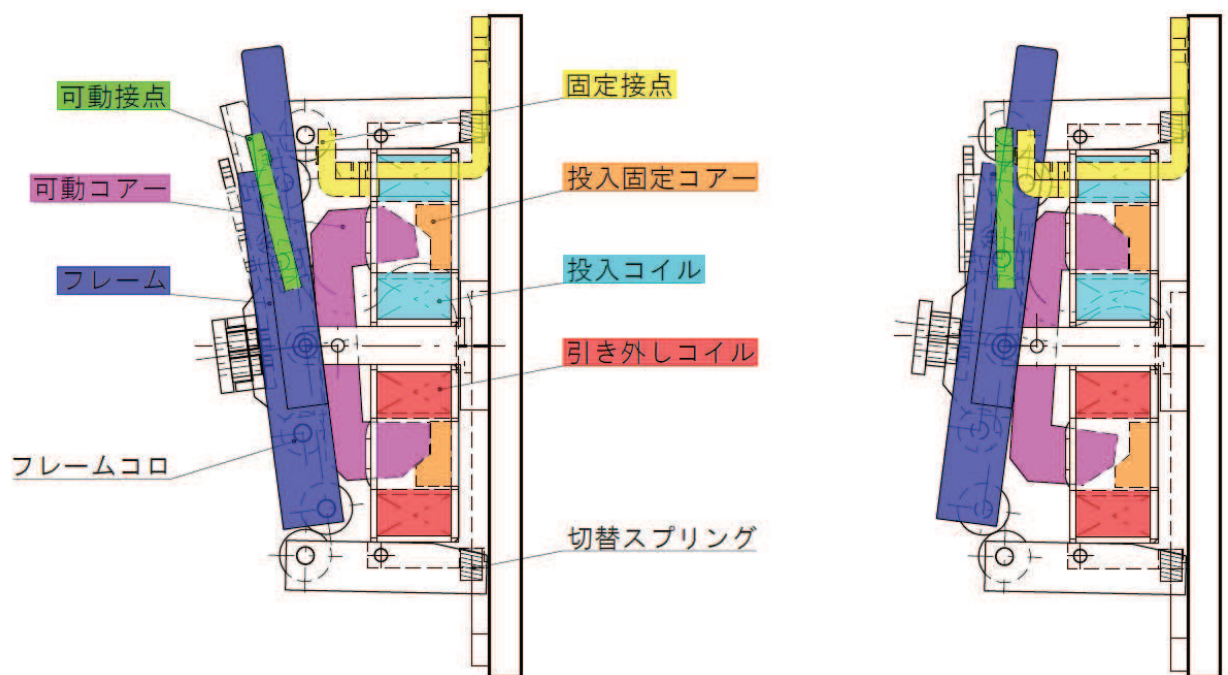 可動接点
固定接点
可動コアー
投入固定コアー
フレーム
投入コイル
引き外しコイル
フレームコロ
切替スプリング